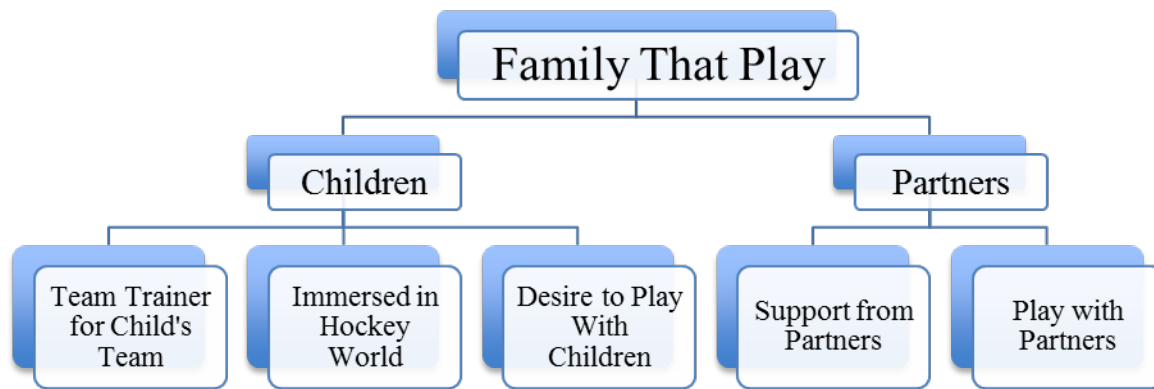 Family That Play
Children
Partners
Team Trainer
for Child's
Team
Immersed in
Hockey
World
Desire to Play
With
Children
Support from
Partners
Play with
Partners